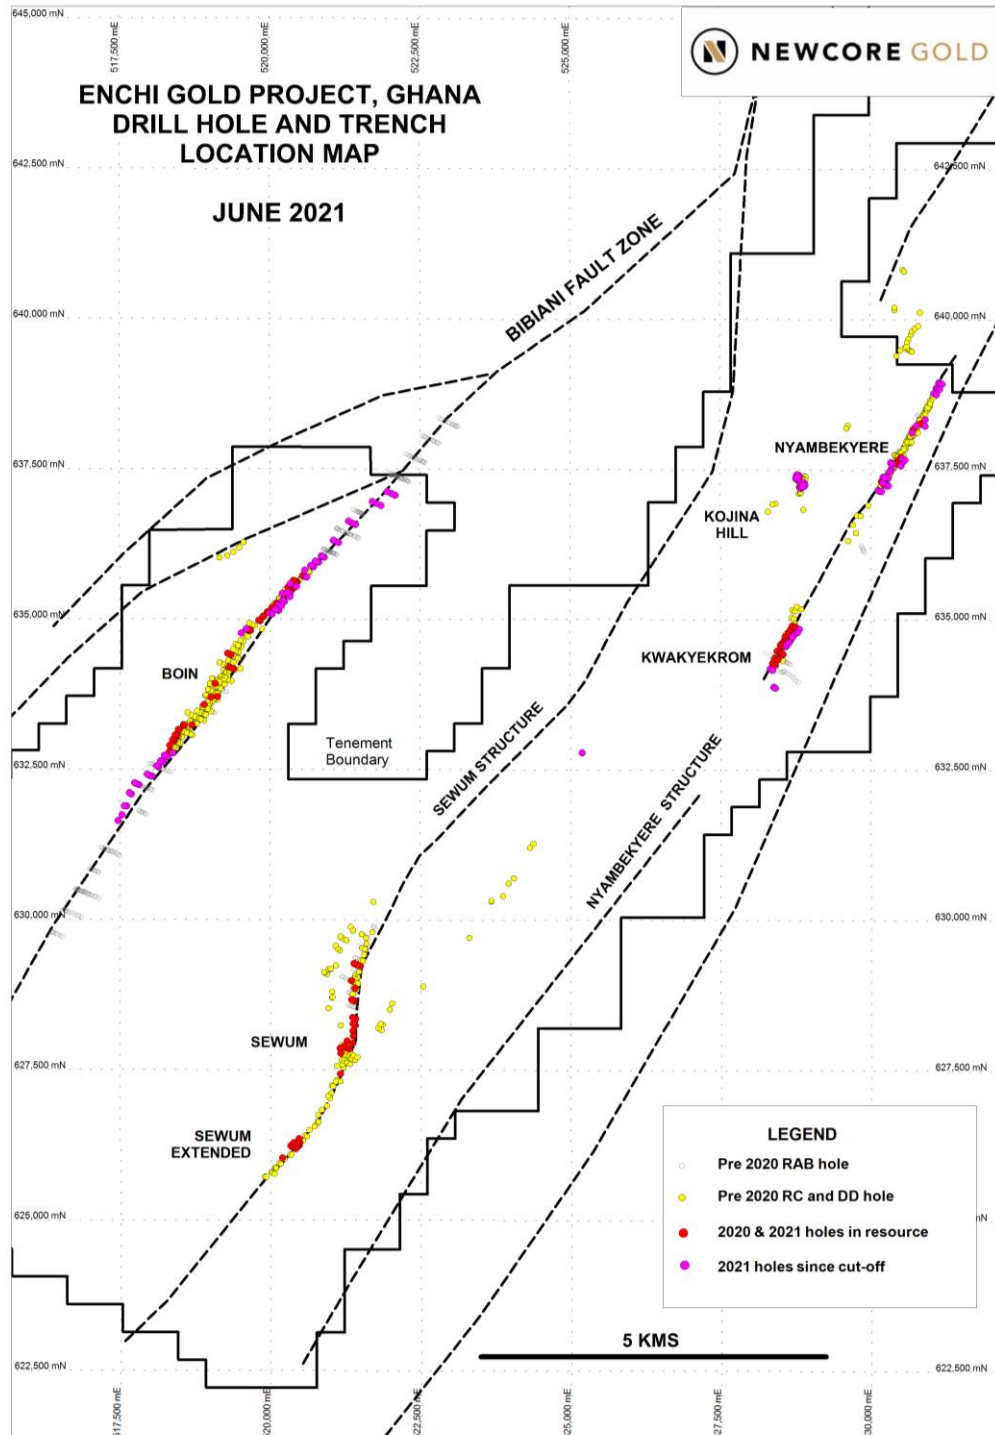 645,000 mN
517,500 mE
520,000 mE
522,500 mE
525,000 mE
NEWCORE GOLD
ENCHI GOLD PROJECT, GHANA
DRILL HOLE AND TRENCH
LOCATION MAP
JUNE 2021
642,500 mN
642,500 mN
BIBIANI FAULT ZONE
640,000 mN
640,000 mN
637,500 mN
637,500 mN
NYAMBEKYERE
KOJINA
HILL
635,000 mN
635,000 mN
BOIN
KWAKYEKROM
Tenement
Boundary
SEWUM STRUCTURE
NYAMBEKYERE STRUCTURE
632,500 mN
632,500 mN
630,000 mN
630,000 mN
SEWUM
627,500 mN
627,500 mN
SEWUM
EXTENDED
LEGEND
Pre 2020 RAB hole
Pre 2020 RC and DD hole
2020 & 2021 holes in resource
2021 holes since cut-off
625,000 mN
mN
5 KMS
622,500 mN
622,500 mN
517,500 mE
520,000 mE
522,500 mE
525,000 mE
527,500 mE
530,000 mE